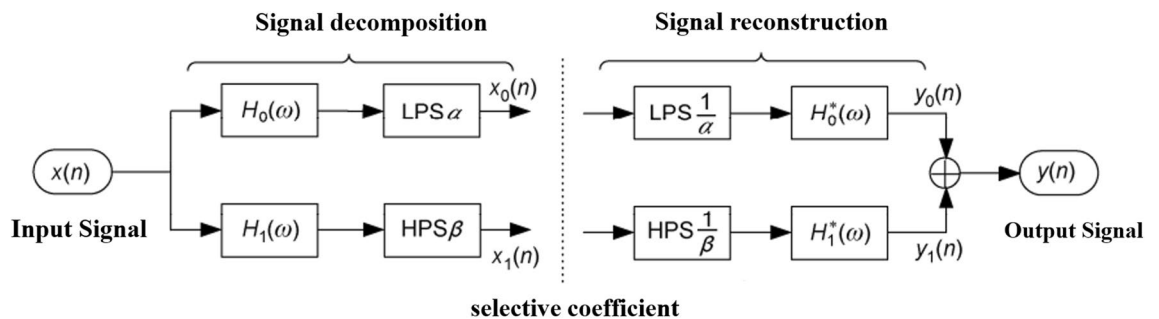 Signal decomposition
Signal reconstruction
x(n)
Input Signal
H₀(ω)
LPS α
x₀(n)
H₁(ω)
HPS β
x₁(n)
LPS 1/α
H₀*(ω)
y₀(n)
HPS 1/β
H₁*(ω)
y₁(n)
y(n)
Output Signal
selective coefficient